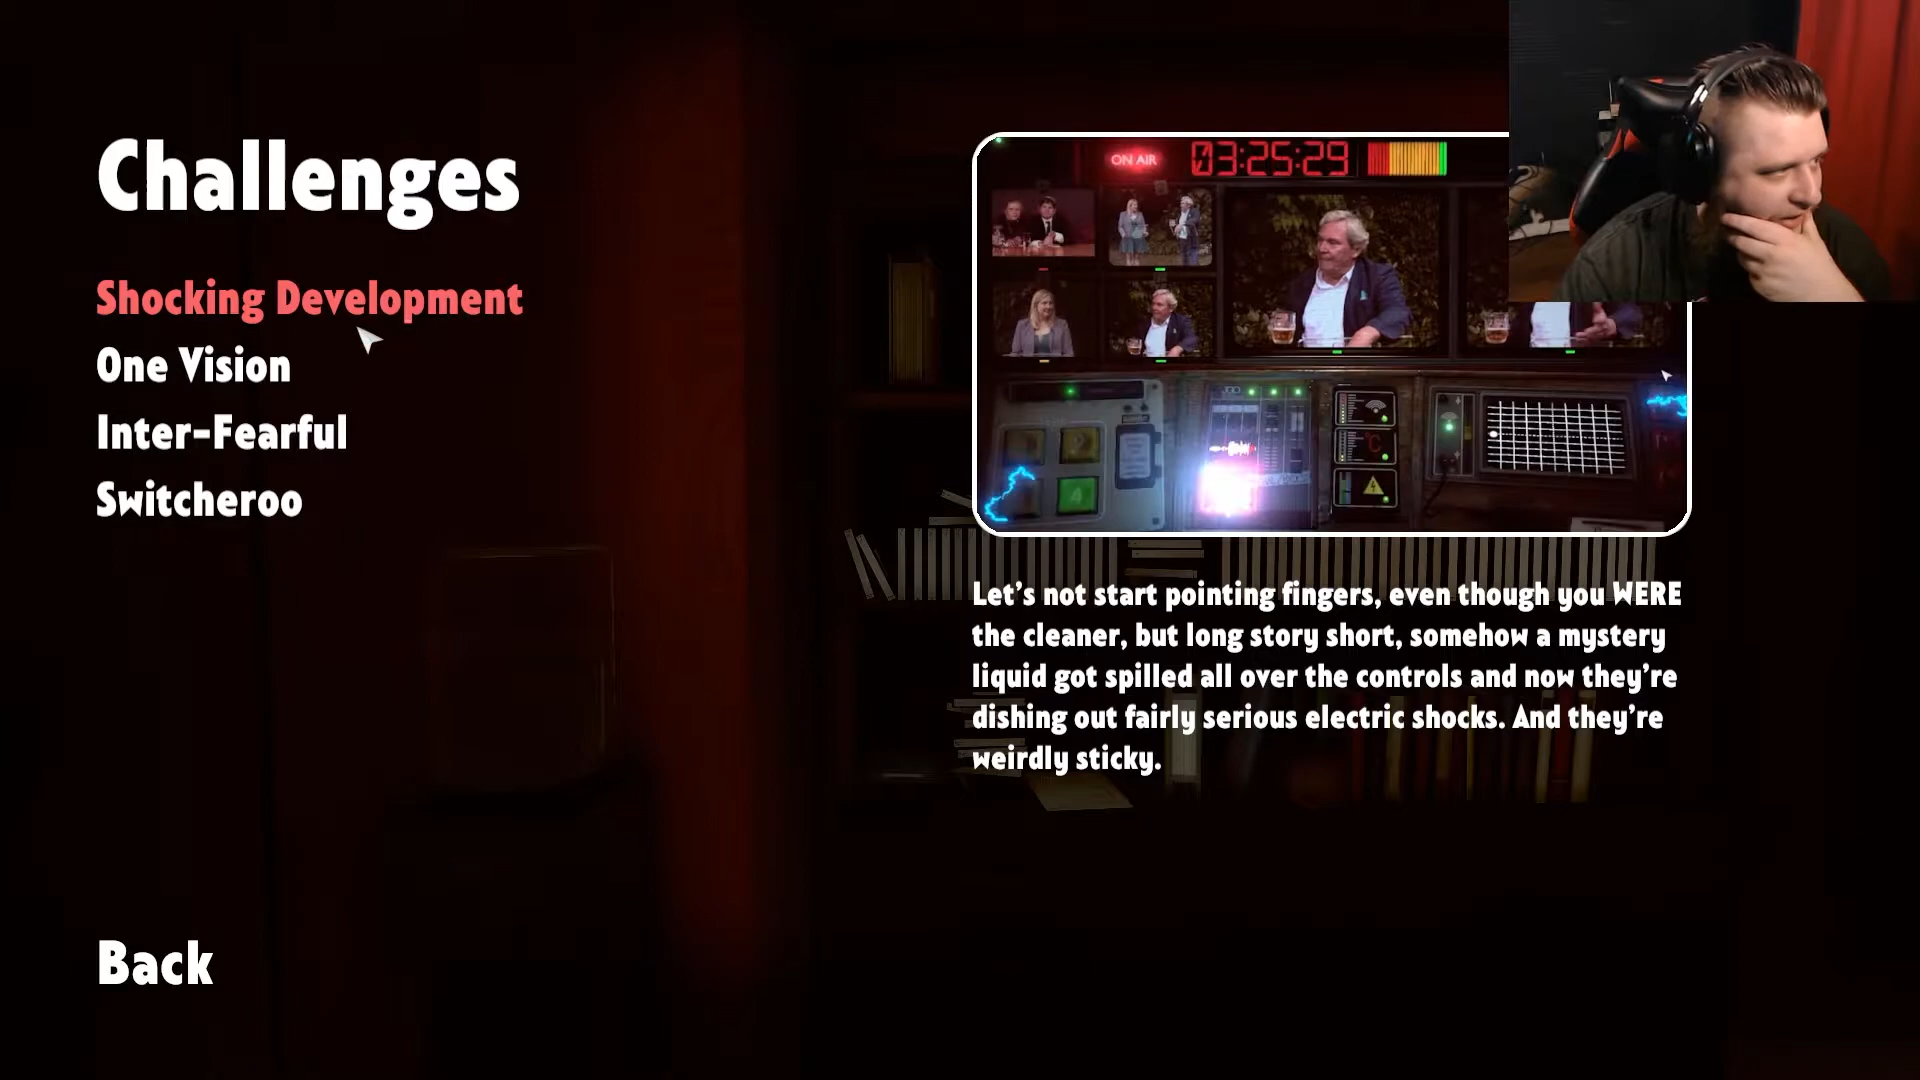 Challenges
Shocking Development
One Vision
Inter-Fearful
Switcheroo
Back
ON AIR
03:25:29
4
Let's not start pointing fingers, even though you WERE
the cleaner, but long story short, somehow a mystery
liquid got spilled all over the controls and now they're
dishing out fairly serious electric shocks. And they're
weirdly sticky.